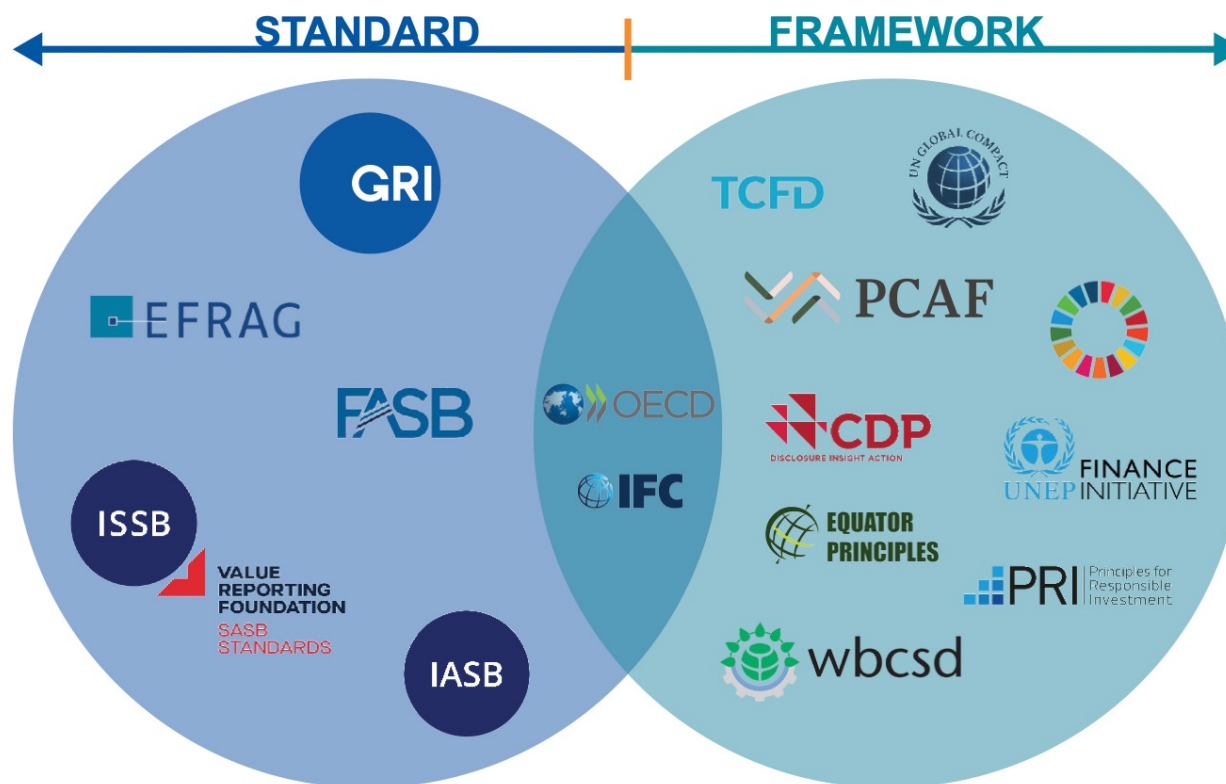 STANDARD
FRAMEWORK
GRI
EFRAG
FASB
ISSB
VALUE
REPORTING
FOUNDATION
SASB
STANDARDS
IASB
OECD
IFC
TCFD
UN GLOBAL COMPACT
PCAF
CDP
DISCLOSURE INSIGHT ACTION
UNEP
FINANCE
INITIATIVE
EQUATOR
PRINCIPLES
PRI
Principles for
Responsible
Investment
wbcsd